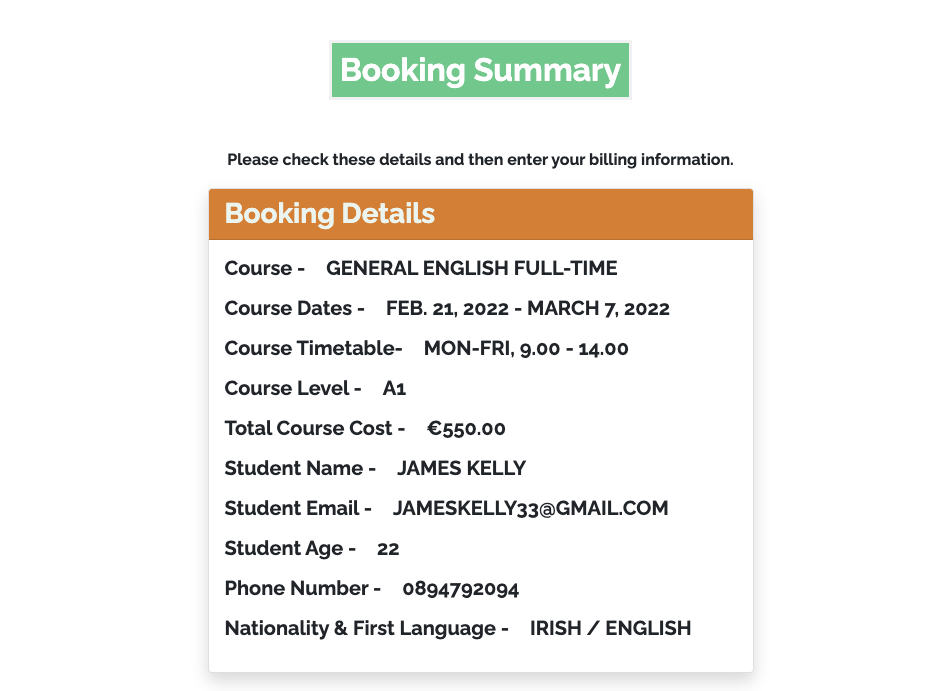 Booking Summary
Please check these details and then enter your billing information.
Booking Details
Course - GENERAL ENGLISH FULL-TIME
Course Dates - FEB. 21, 2022 - MARCH 7, 2022
Course Timetable- MON-FRI, 9.00 - 14.00
Course Level - A1
Total Course Cost - €550.00
Student Name - JAMES KELLY
Student Email - JAMESKELLY33@GMAIL.COM
Student Age - 22
Phone Number - 0894792094
Nationality & First Language - IRISH / ENGLISH